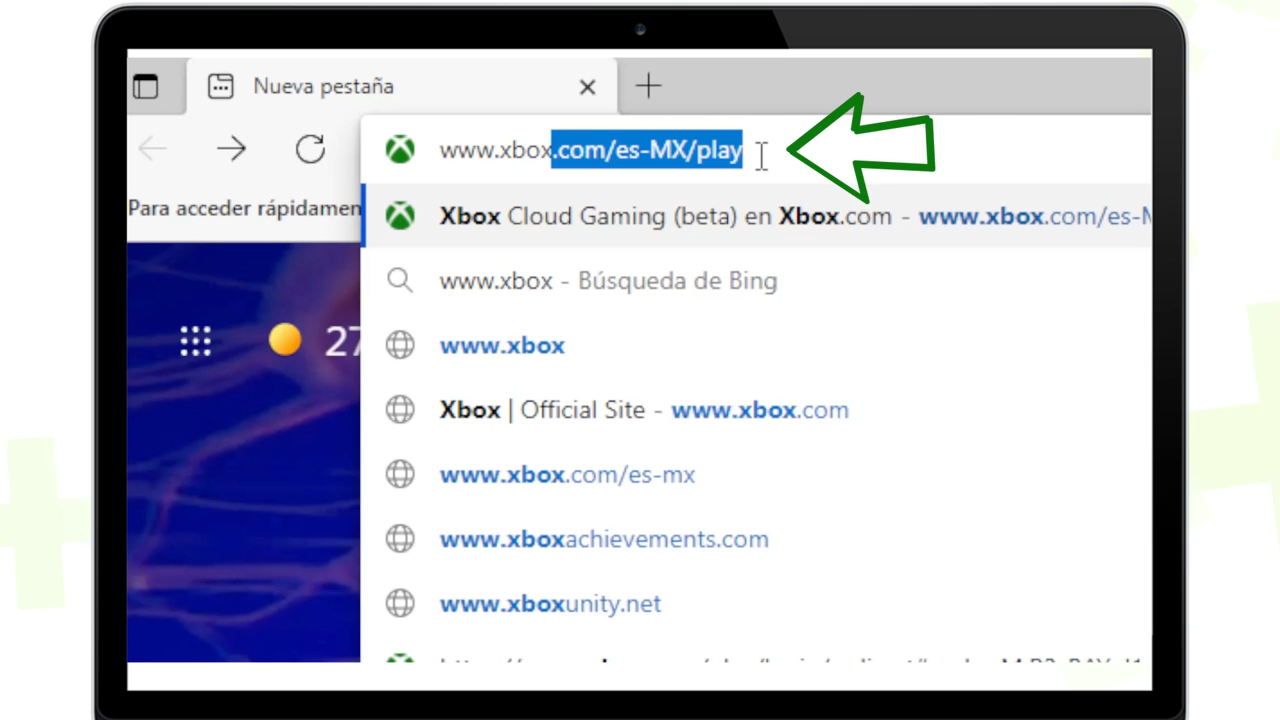 Nueva pestaña
www.xbox.com/es-MX/play
Para acceder rápidamen
Xbox Cloud Gaming (beta) en Xbox.com - www.xbox.com/es-M
www.xbox - Búsqueda de Bing
27
www.xbox
Xbox | Official Site - www.xbox.com
www.xbox.com/es-mx
www.xboxachievements.com
www.xboxunity.net